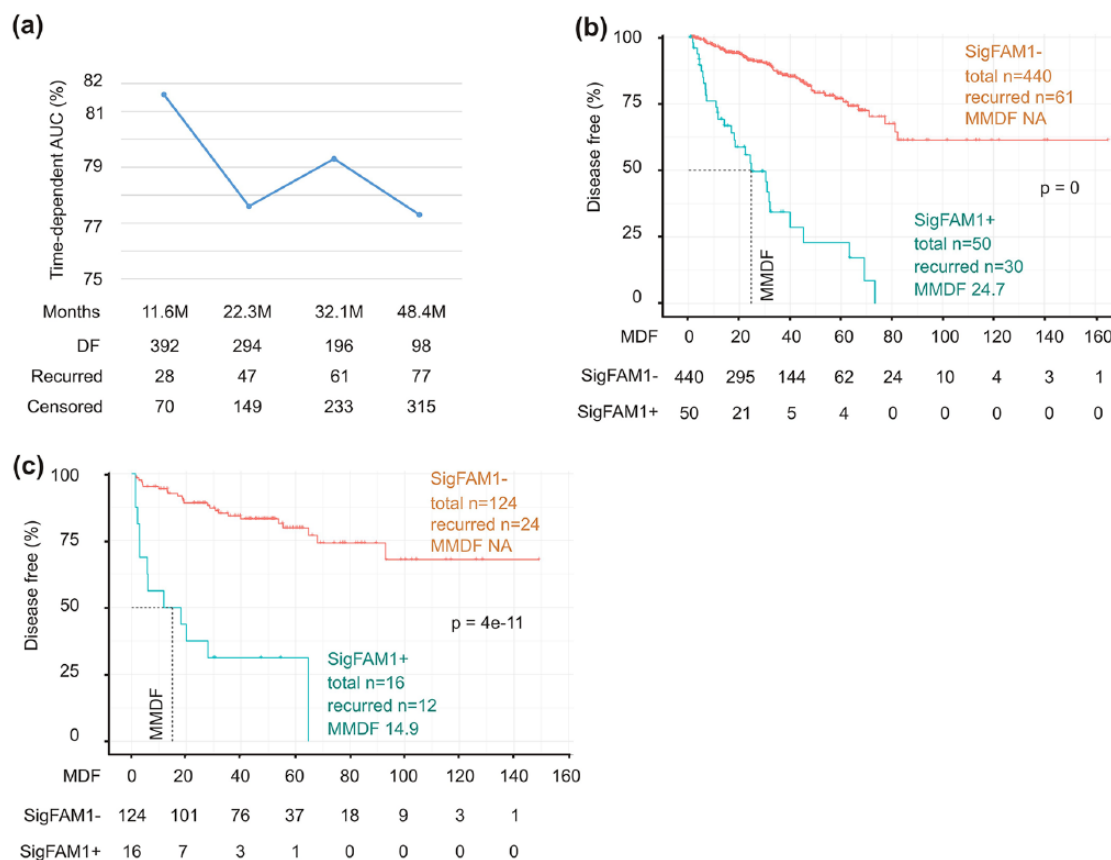 (a)
Time-dependent AUC (%)
82
81
79
77
75
Months 11.6M 22.3M 32.1M 48.4M
DF 392 294 196 98
Recurred 28 47 61 77
Censored 70 149 233 315
(b)
Disease free (%)
100
75
50
25
0
SigFAM1-
total n=440
recurred n=61
MMDF NA
p = 0
SigFAM1+
total n=50
recurred n=30
MMDF 24.7
MMDF
MDF 0 20 40 60 80 100 120 140 160
SigFAM1- 440 295 144 62 24 10 4 3 1
SigFAM1+ 50 21 5 4 0 0 0 0 0
(c)
Disease free (%)
100
75
50
25
0
SigFAM1-
total n=124
recurred n=24
MMDF NA
p = 4e-11
SigFAM1+
total n=16
recurred n=12
MMDF 14.9
MMDF
MDF 0 20 40 60 80 100 120 140 160
SigFAM1- 124 101 76 37 18 9 3 1
SigFAM1+ 16 7 3 1 0 0 0 0